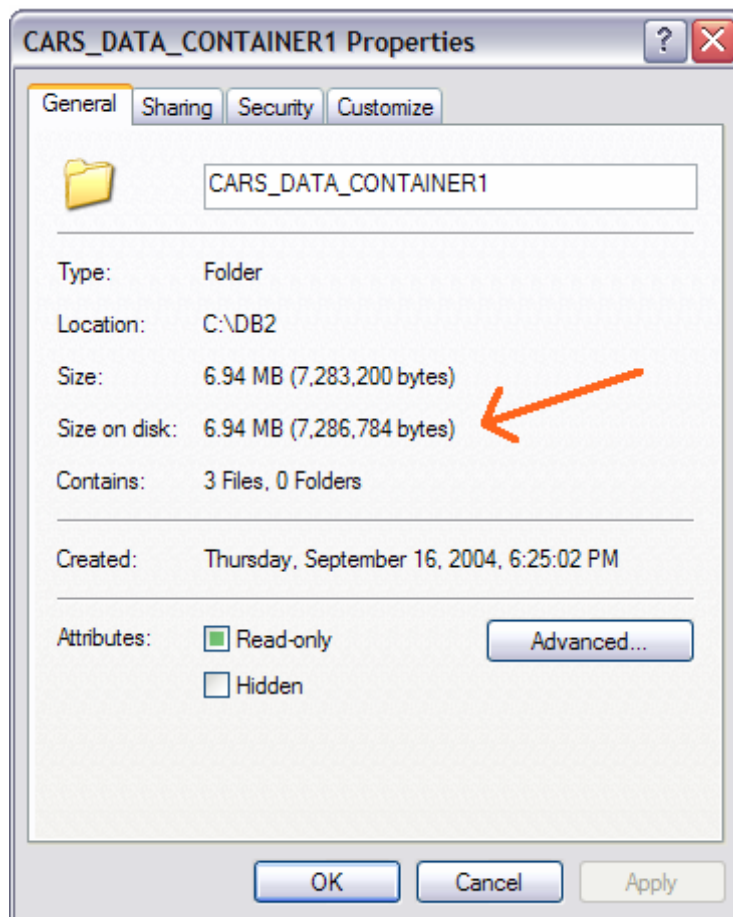 CARS_DATA_CONTAINER1 Properties ?
General Sharing Security Customize
CARS_DATA_CONTAINER1
Type: Folder
Location: C:\DB2
Size: 6.94 MB (7,283,200 bytes)
Size on disk: 6.94 MB (7,286,784 bytes)
Contains: 3 Files, 0 Folders
Created: Thursday, September 16, 2004, 6:25:02 PM
Attributes: Read-only Advanced...
Hidden
OK Cancel Apply